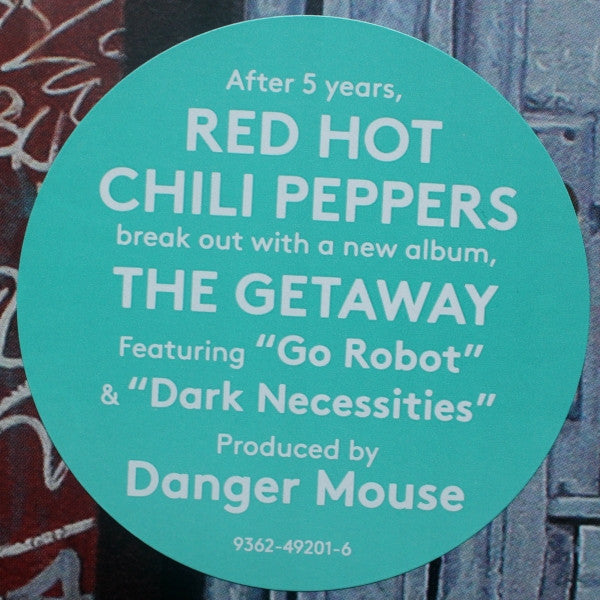 After 5 years,
RED HOT
CHILI PEPPERS
break out with a new album,
THE GETAWAY
Featuring “Go Robot”
& “Dark Necessities”
Produced by
Danger Mouse
9362-49201-6